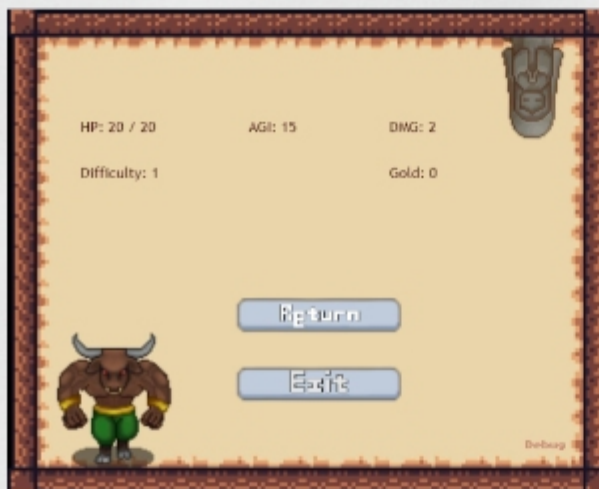 HP: 20 / 20 AGI: 15 DMG: 2
Difficulty: 1 Gold: 0
Return
Exit
Debug